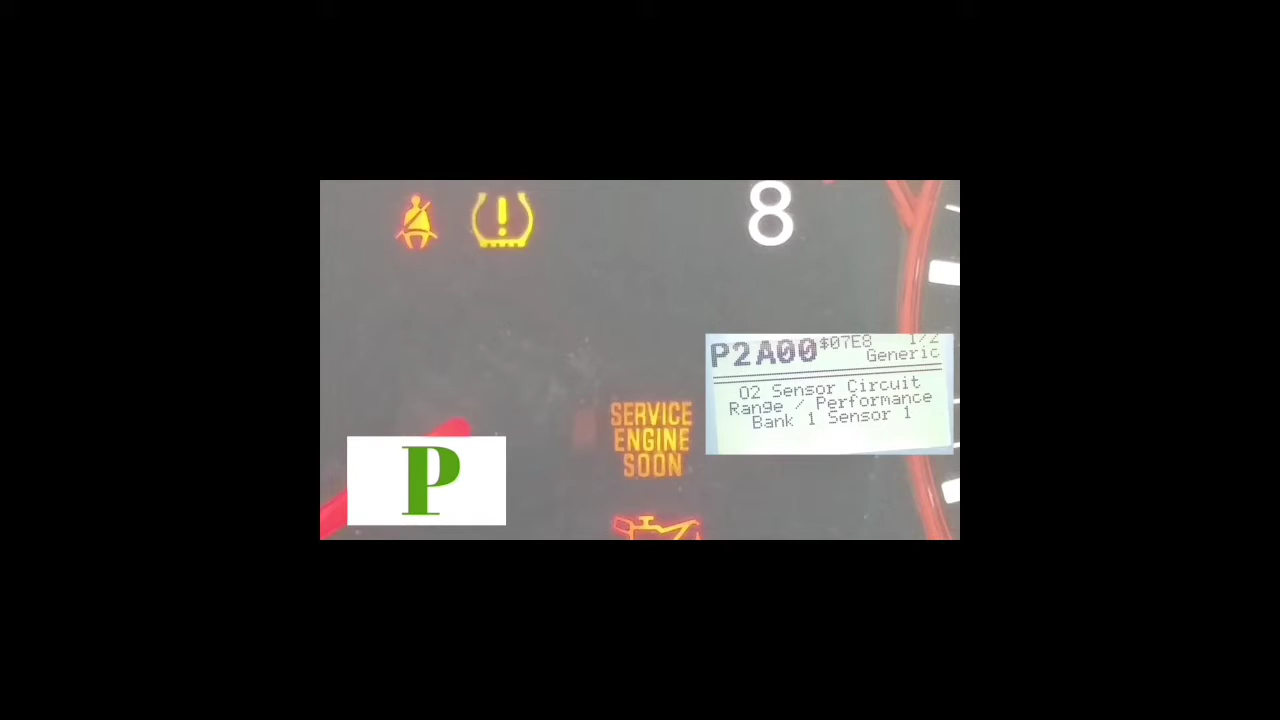 8
P2A00 $07E8 1/2
Generic
O2 Sensor Circuit
Range / Performance
Bank 1 Sensor 1
SERVICE
ENGINE
SOON
P